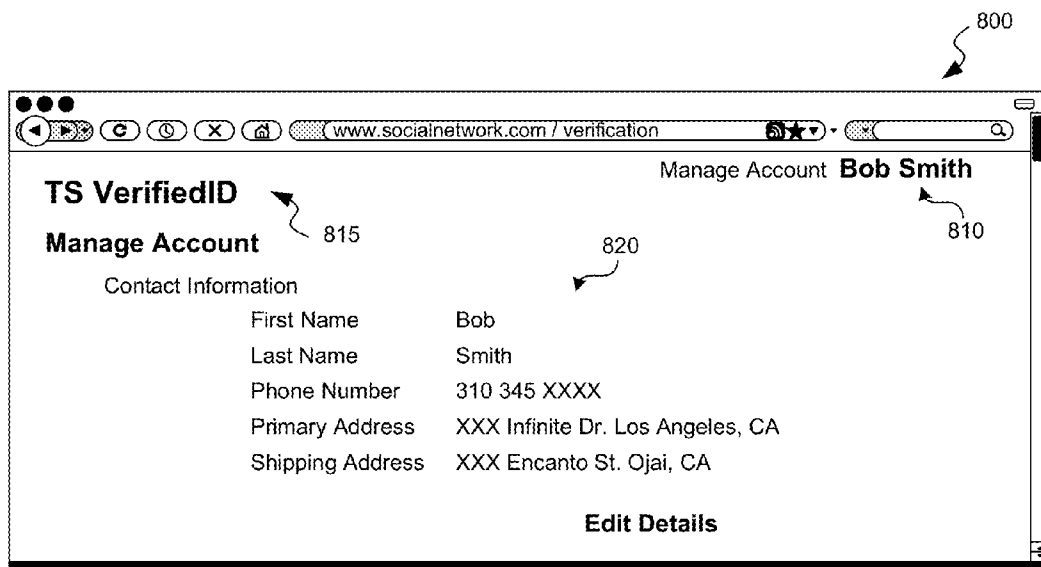 800
www.socialnetwork.com / verification
Manage Account Bob Smith
TS VerifiedID
815
810
Manage Account
820
Contact Information
First Name Bob
Last Name Smith
Phone Number 310 345 XXXX
Primary Address XXX Infinite Dr. Los Angeles, CA
Shipping Address XXX Encanto St. Ojai, CA
Edit Details